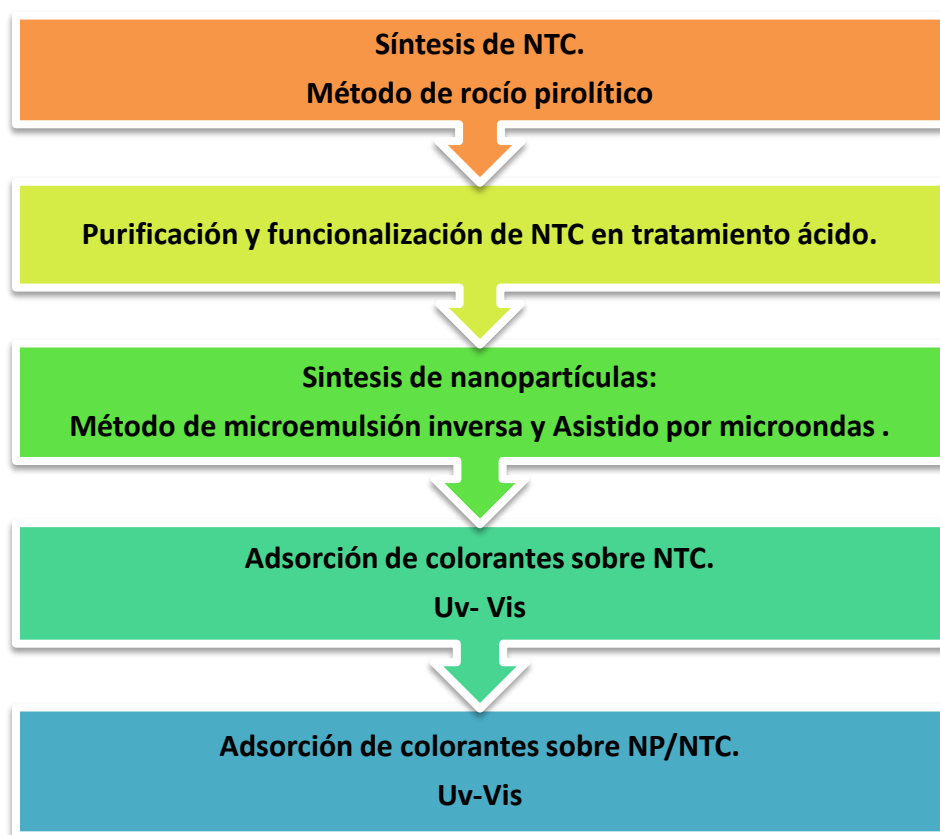 Síntesis de NTC.
Método de rocío pirolítico
Purificación y funcionalización de NTC en tratamiento ácido.
Sintesis de nanopartículas:
Método de microemulsión inversa y Asistido por microondas .
Adsorción de colorantes sobre NTC.
Uv- Vis
Adsorción de colorantes sobre NP/NTC.
Uv-Vis